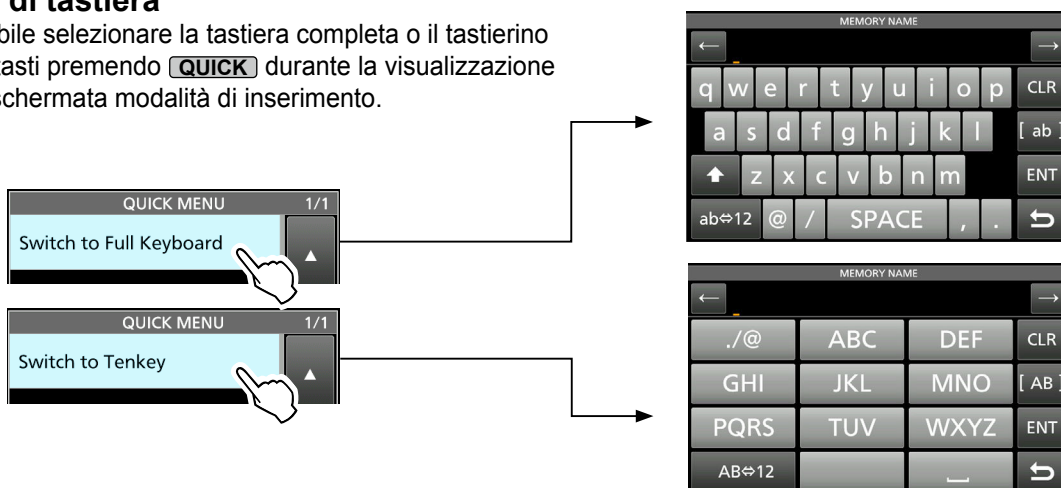 di tastiera
bile selezionare la tastiera completa o il tastierino
tasti premendo QUICK durante la visualizzazione
schermata modalità di inserimento.
QUICK MENU 1/1
Switch to Full Keyboard
▲
QUICK MENU 1/1
Switch to Tenkey
▲
MEMORY NAME
← _ →
q w e r t y u i o p CLR
a s d f g h j k l [ ab ]
z x c v b n m ENT
ab⇔12 @ / SPACE , .
MEMORY NAME
← _ →
./@ ABC DEF CLR
GHI JKL MNO [ AB ]
PQRS TUV WXYZ ENT
AB⇔12